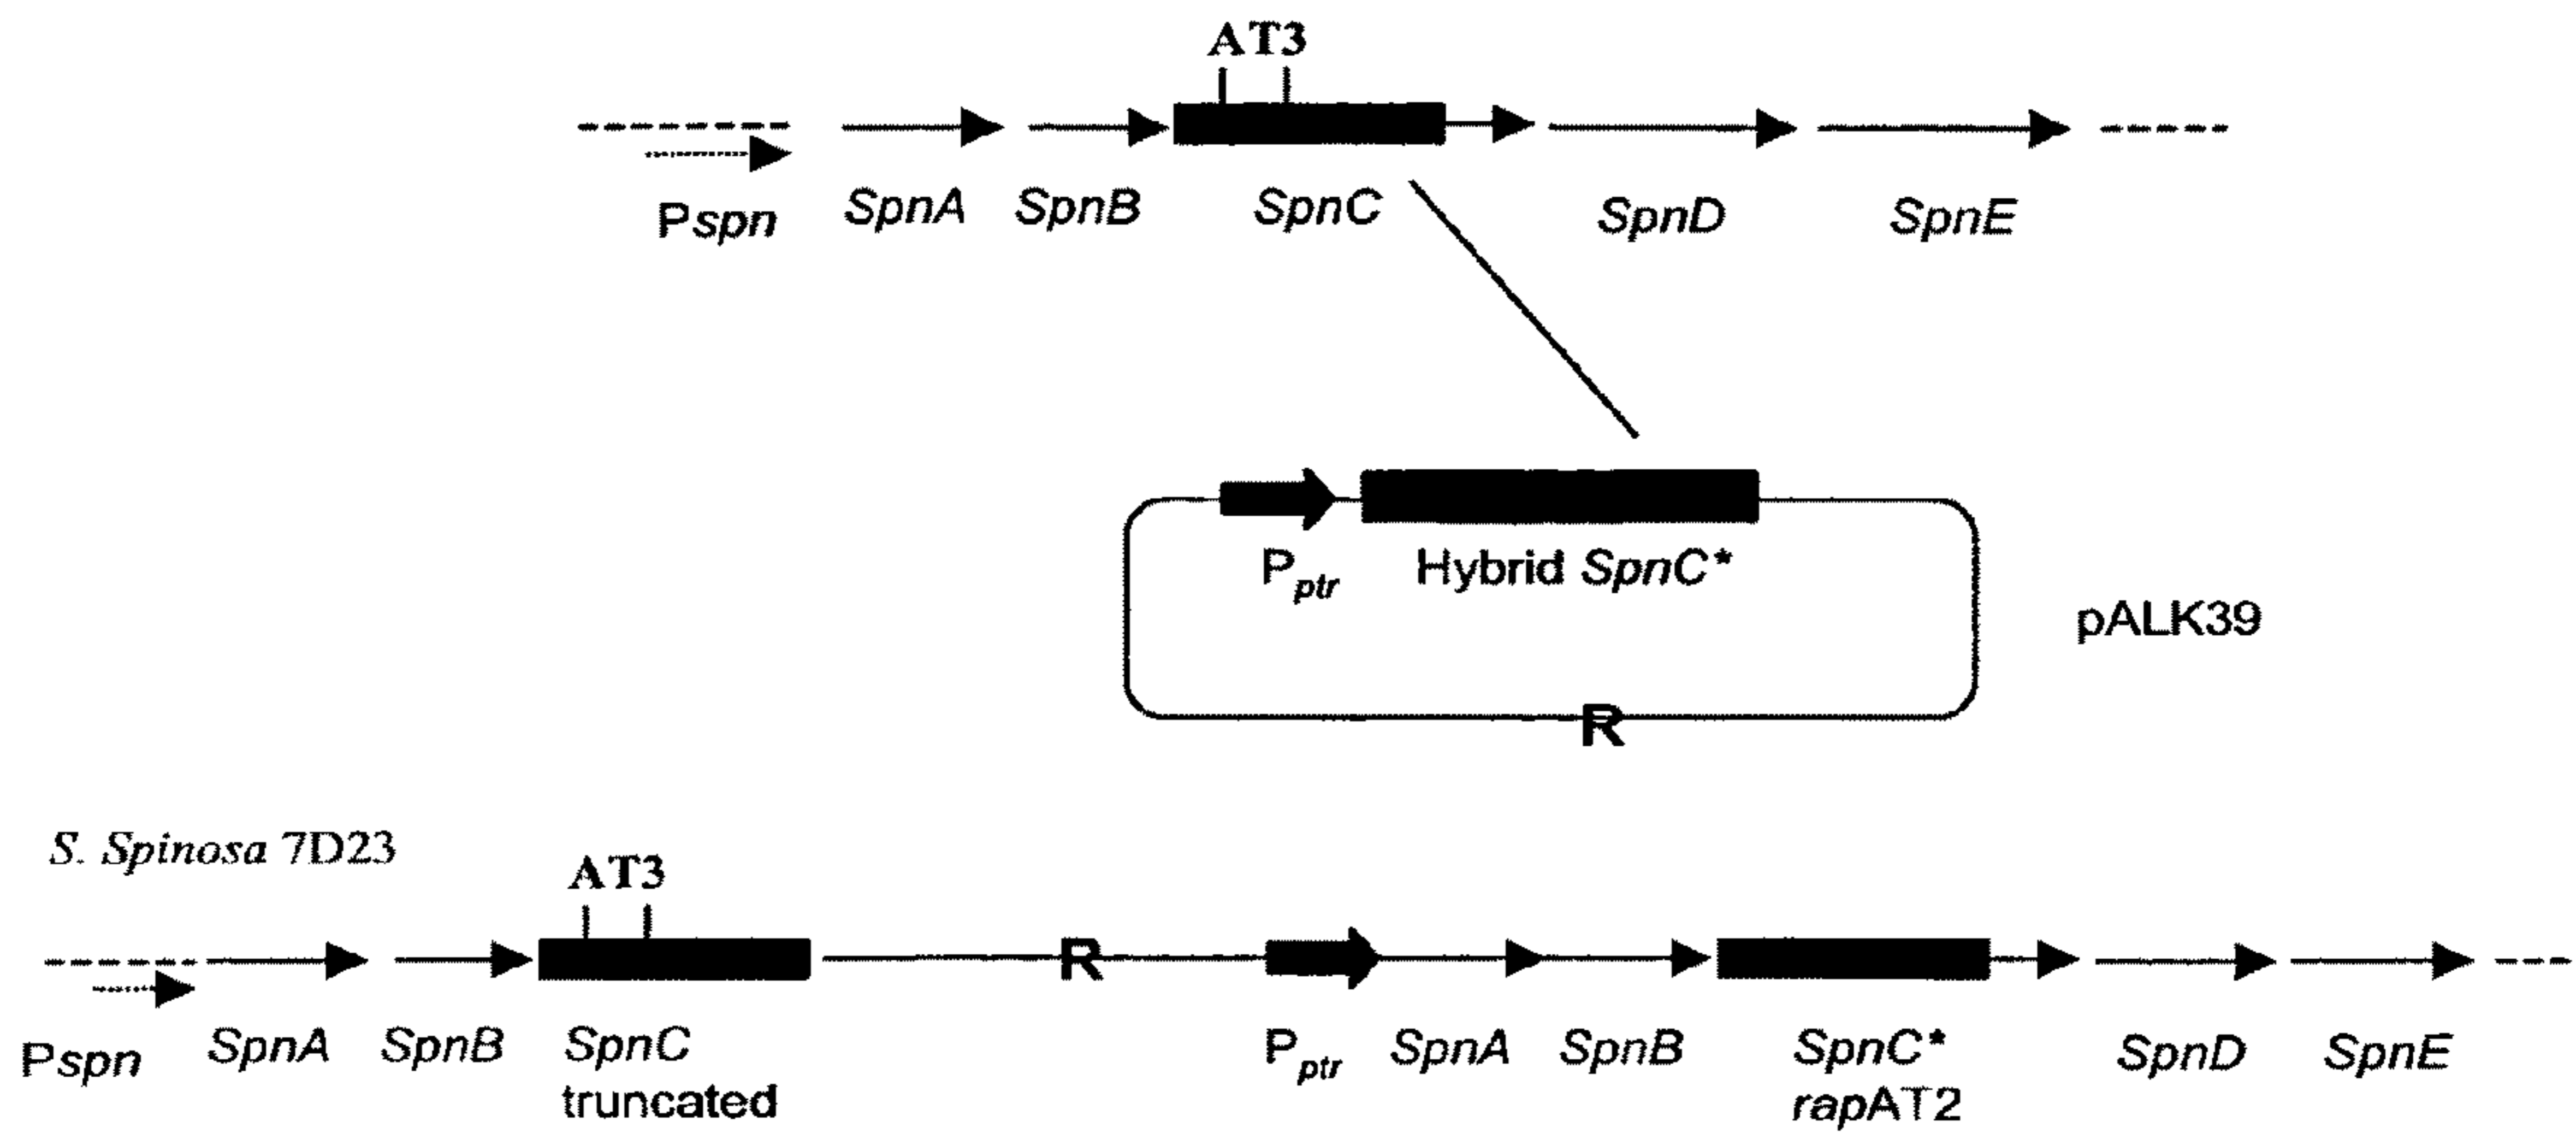 AT3
Pspn SpnA SpnB SpnC SpnD SpnE
Pptr Hybrid SpnC*
pALK39
R
S. Spinosa 7D23
AT3
R
Pspn SpnA SpnB SpnC Pptr SpnA SpnB SpnC* SpnD SpnE
truncated rapAT2